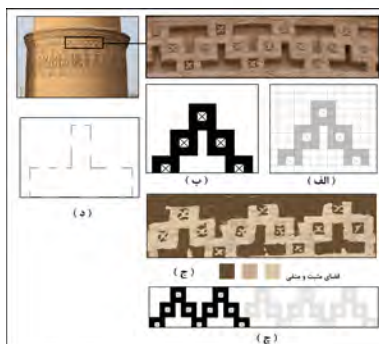 ( الف )
( ب )
( د )
( ج )
فضای مثبت و منفی
( چ )